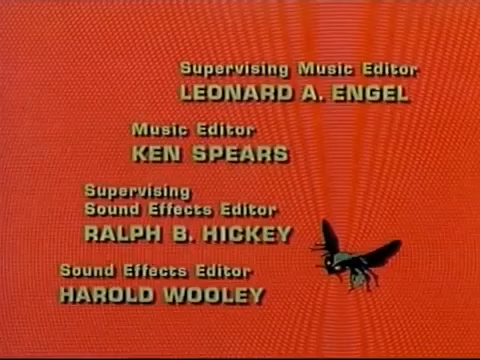 Supervising Music Editor
LEONARD A. ENGEL
Music Editor
KEN SPEARS
Supervising
Sound Effects Editor
RALPH B. HICKEY
Sound Effects Editor
HAROLD WOOLEY